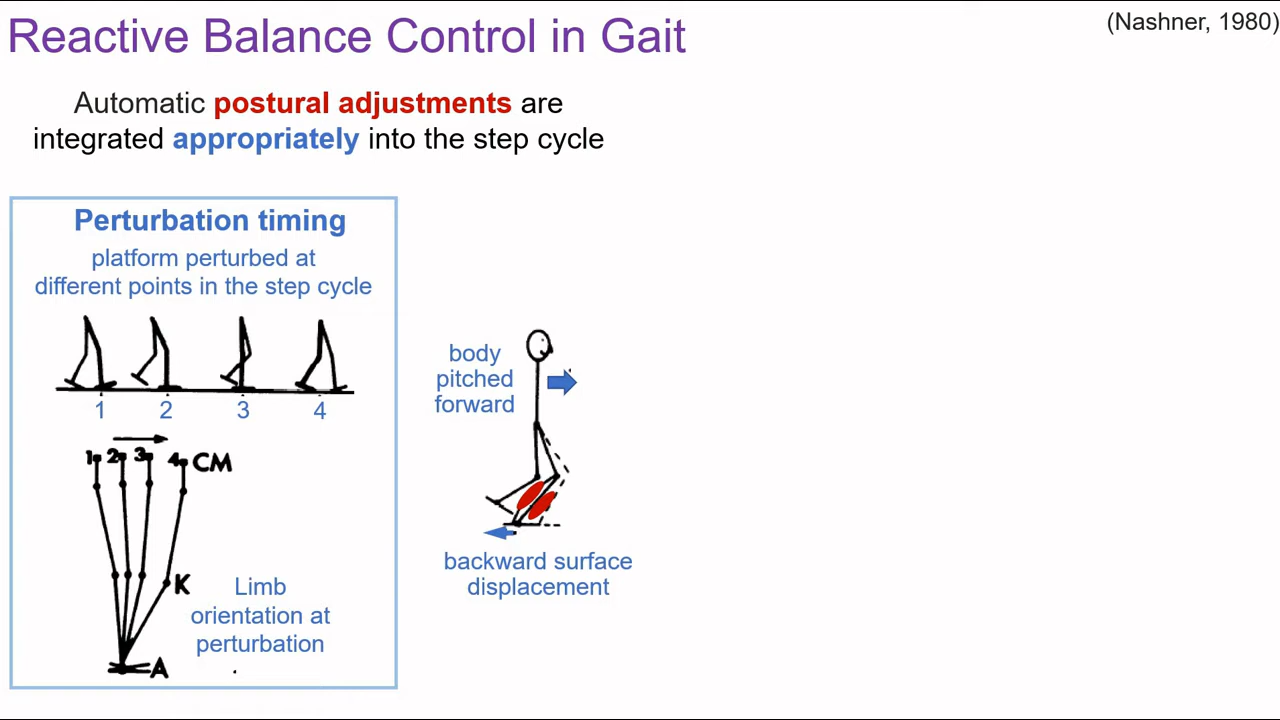 Reactive Balance Control in Gait
(Nashner, 1980)
Automatic postural adjustments are
integrated appropriately into the step cycle
Perturbation timing
platform perturbed at
different points in the step cycle
1 2 3 4
1 2 3 4 CM
K
A
Limb
orientation at
perturbation
body
pitched
forward
backward surface
displacement